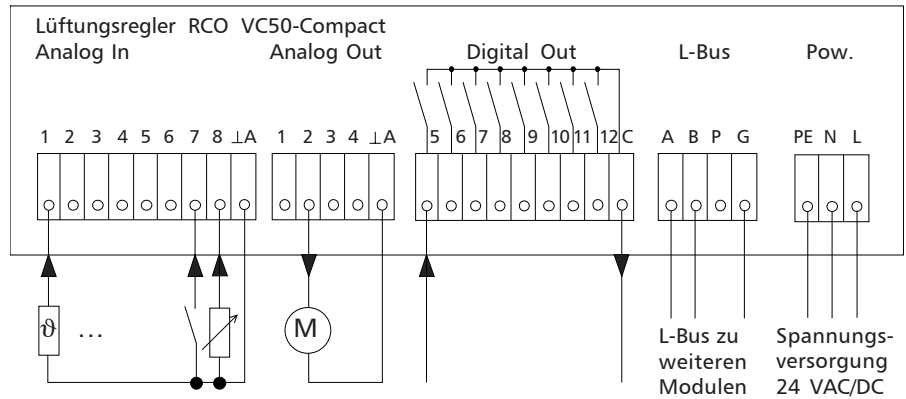 Lüftungsregler RCO VC50-Compact
Analog In Analog Out Digital Out L-Bus Pow.
1 2 3 4 5 6 7 8 ⊥A 1 2 3 4 ⊥A 5 6 7 8 9 10 11 12 C A B P G PE N L
ϑ ... M
L-Bus zu
weiteren
Modulen
Spannungs-
versorgung
24 VAC/DC